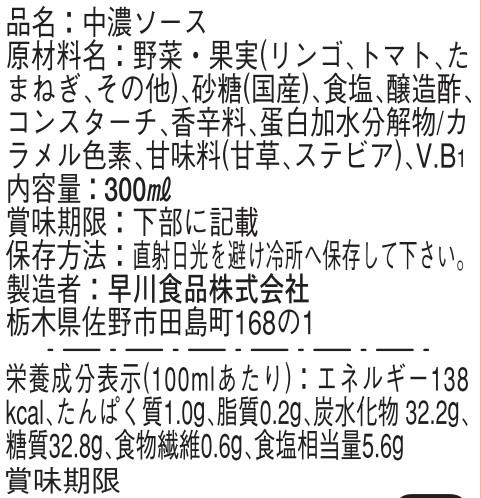 品名：中濃ソース
原材料名：野菜・果実(リンゴ、トマト、た
まねぎ、その他)、砂糖(国産)、食塩、醸造酢、
コンスターチ、香辛料、蛋白加水分解物/カ
ラメル色素、甘味料(甘草、ステビア)、V.B1
内容量：300㎖
賞味期限：下部に記載
保存方法：直射日光を避け冷所へ保存して下さい。
製造者：早川食品株式会社
栃木県佐野市田島町168の1
栄養成分表示(100mlあたり)：エネルギー138
kcal、たんぱく質1.0g、脂質0.2g、炭水化物 32.2g、
糖質32.8g、食物繊維0.6g、食塩相当量5.6g
賞味期限